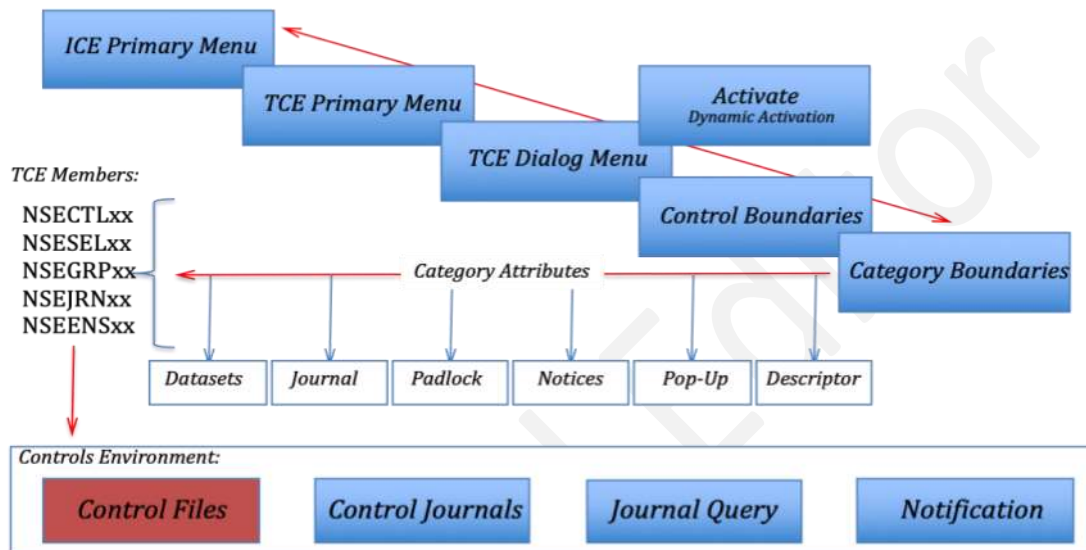 ICE Primary Menu
TCE Primary Menu
Activate
Dynamic Activation
TCE Dialog Menu
TCE Members:
Control Boundaries
NSECTLxx
NSESELxx
NSEGRPxx
NSEJRNxx
NSEENSxx
Category Boundaries
Category Attributes
Datasets
Journal
Padlock
Notices
Pop-Up
Descriptor
Controls Environment:
Control Files
Control Journals
Journal Query
Notification
Editor